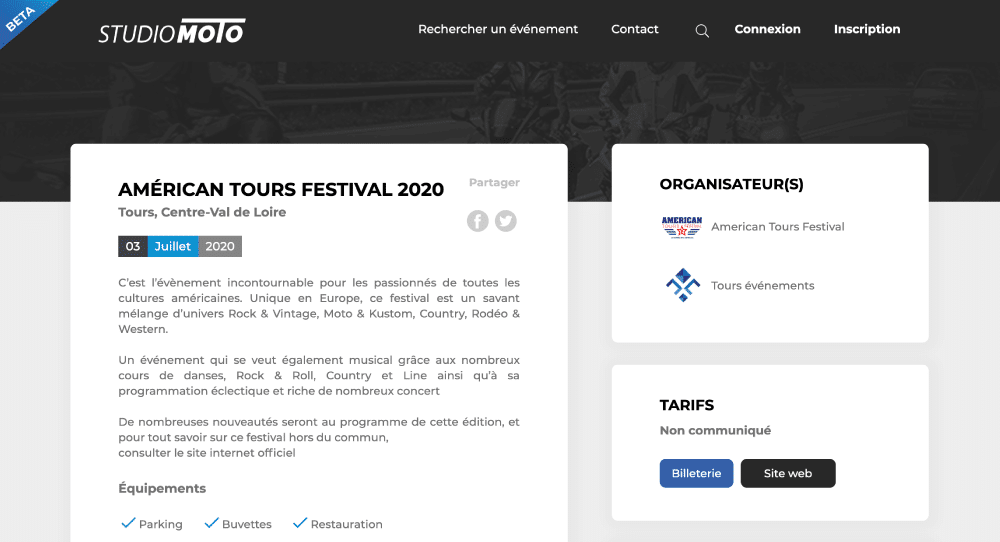 BETA
STUDIO MOTO
Rechercher un événement
Contact
Connexion
Inscription
AMÉRICAN TOURS FESTIVAL 2020
Partager
Tours, Centre-Val de Loire
03 Juillet 2020
C'est l'évènement incontournable pour les passionnés de toutes les
cultures américaines. Unique en Europe, ce festival est un savant
mélange d'univers Rock & Vintage, Moto & Kustom, Country, Rodéo &
Western.
Un événement qui se veut également musical grâce aux nombreux
cours de danses, Rock & Roll, Country et Line ainsi qu'à sa
programmation éclectique et riche de nombreux concert
De nombreuses nouveautés seront au programme de cette édition, et
pour tout savoir sur ce festival hors du commun,
consulter le site internet officiel
Équipements
Parking
Buvettes
Restauration
ORGANISATEUR(S)
AMERICAN
TOURS FESTIVAL
American Tours Festival
Tours événements
TARIFS
Non communiqué
Billeterie
Site web